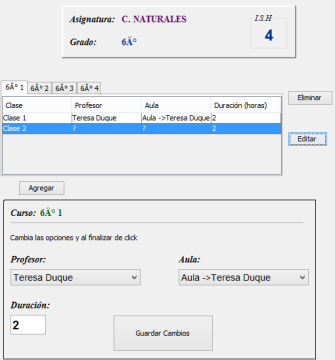 Asignatura: C. NATURALES
I.S.H
Grado: 6Â°
4
6Â° 1 6Â° 2 6Â° 3 6Â° 4
Clase Profesor Aula Duración (horas)
Clase 1 Teresa Duque Aula ->Teresa Duque 2
Clase 2 ? ? 2
Eliminar
Editar
Agregar
Curso: 6Â° 1
Cambia las opciones y al finalizar de click
Profesor: Aula:
Teresa Duque Aula ->Teresa Duque
Duración:
2
Guardar Cambios